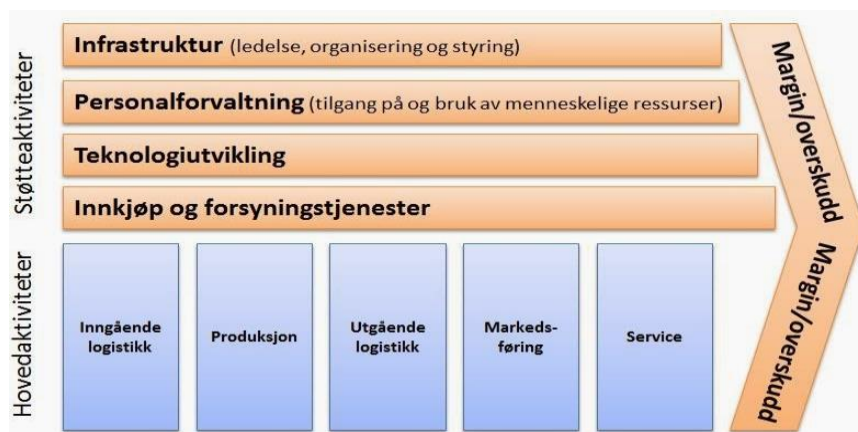 Støtteaktiviteter
Infrastruktur (ledelse, organisering og styring)
Personalforvaltning (tilgang på og bruk av menneskelige ressurser)
Teknologiutvikling
Innkjøp og forsyningstjenester
Margin/overskudd
Hovedaktiviteter
Inngående
logistikk
Produksjon
Utgående
logistikk
Markeds-
føring
Service
Margin/overskudd